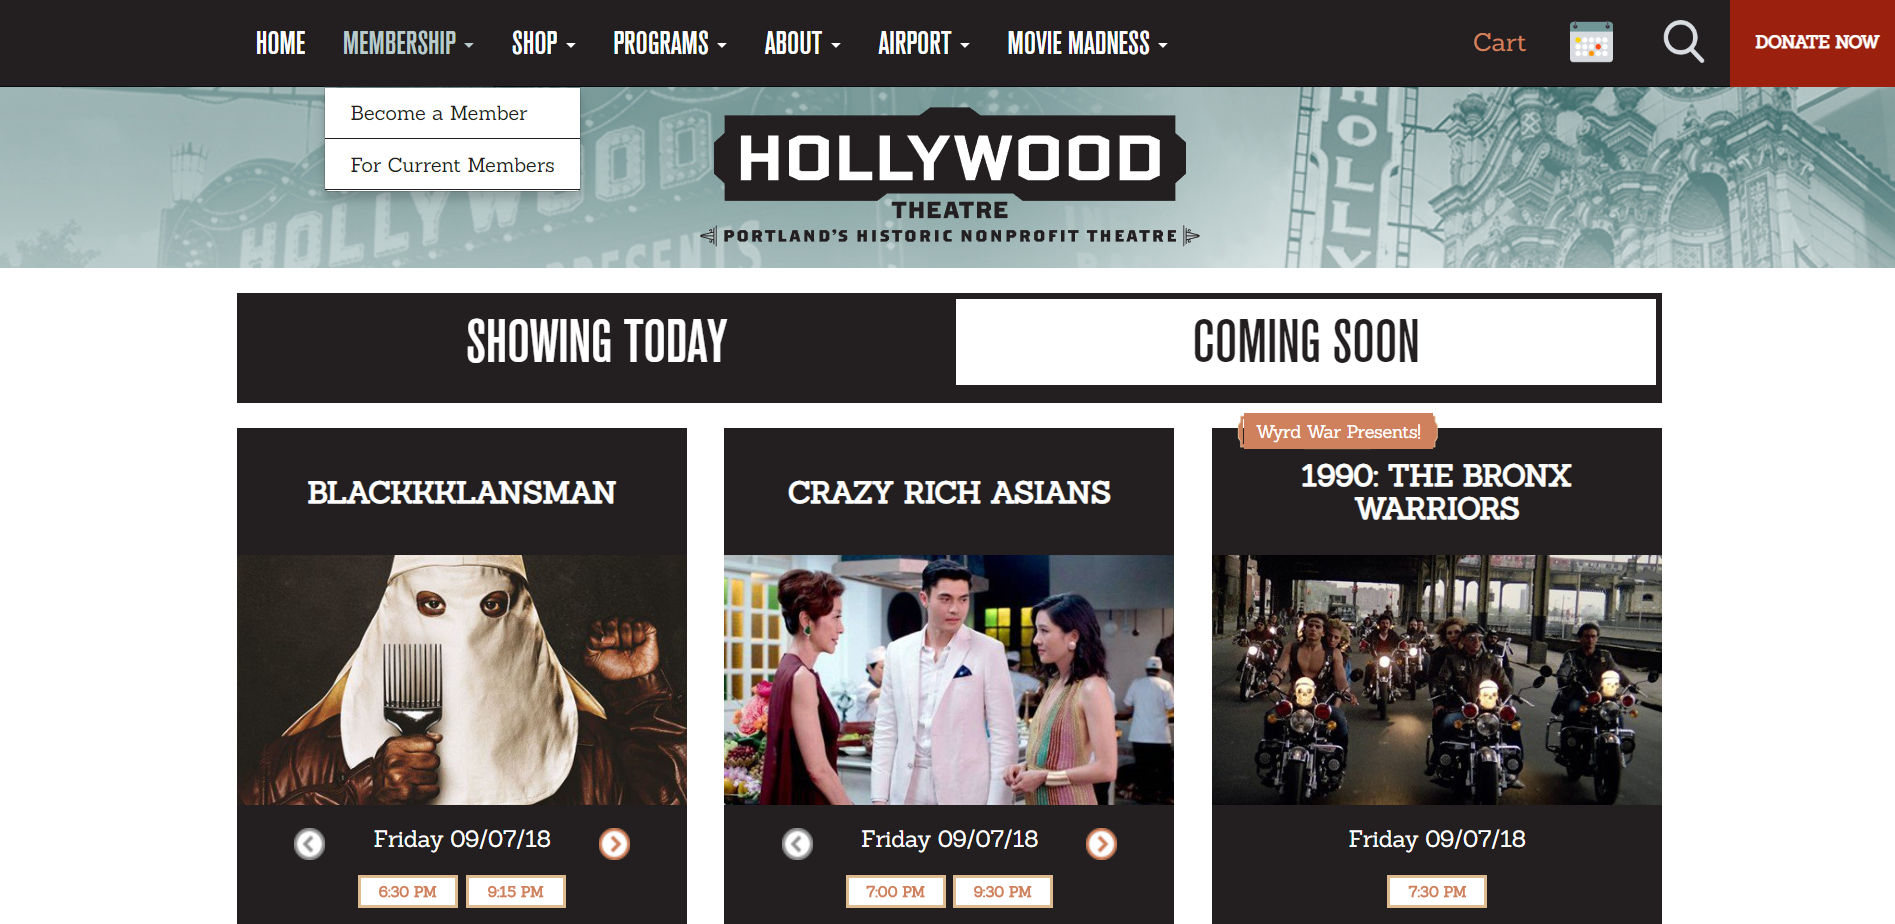 HOME MEMBERSHIP SHOP PROGRAMS ABOUT AIRPORT MOVIE MADNESS Cart DONATE NOW
Become a Member
For Current Members
HOLLYWOOD
THEATRE
PORTLAND'S HISTORIC NONPROFIT THEATRE
HOLLYWOOD
PRESENTS
HOLLY
SHOWING TODAY
COMING SOON
BLACKKKLANSMAN
Friday 09/07/18
6:30 PM 9:15 PM
CRAZY RICH ASIANS
Friday 09/07/18
7:00 PM 9:30 PM
Wyrd War Presents!
1990: THE BRONX
WARRIORS
Friday 09/07/18
7:30 PM